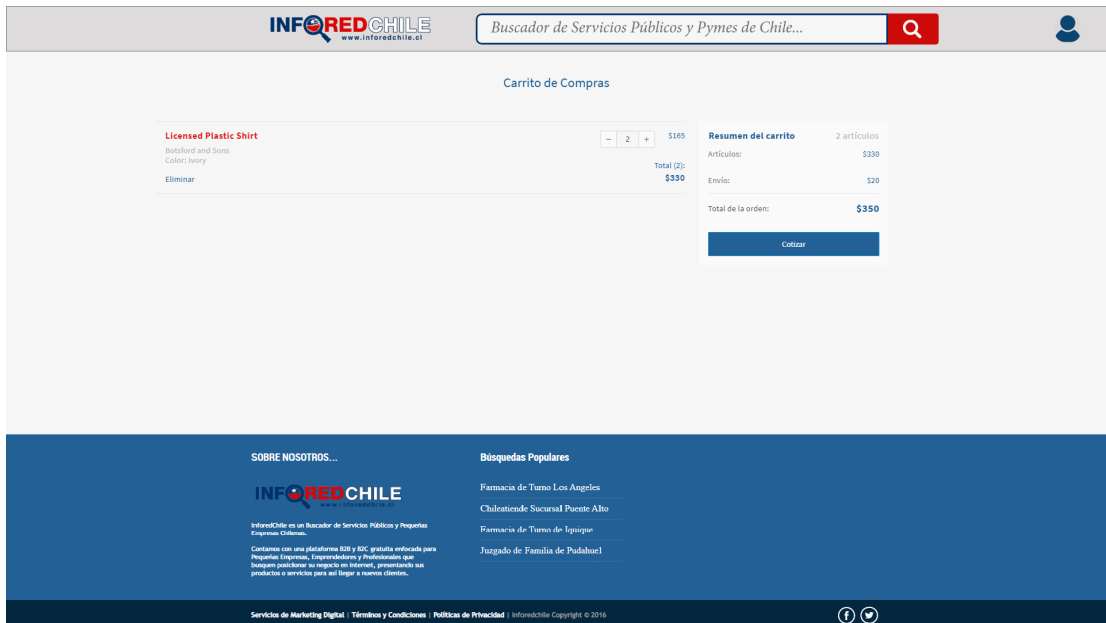 INFOREDCHILE
www.inforedchile.cl
Buscador de Servicios Públicos y Pymes de Chile...
Carrito de Compras
Licensed Plastic Shirt
Botsford and Sons
Color: Ivory
Eliminar
− 2 +
$165
Total (2):
$330
Resumen del carrito
2 artículos
Artículos:
$330
Envío:
$20
Total de la orden:
$350
Cotizar
SOBRE NOSOTROS...
INFOREDCHILE
www.inforedchile.cl
InforedChile es un Buscador de Servicios Públicos y Pequeñas
Empresas Chilenas.
Contamos con una plataforma B2B y B2C gratuita enfocada para
Pequeñas Empresas, Emprendedores y Profesionales que
busquen posicionar su negocio en Internet, presentando sus
productos o servicios para así llegar a nuevos clientes.
Búsquedas Populares
Farmacia de Turno Los Angeles
Chileatiende Sucursal Puente Alto
Farmacia de Turno de Iquique
Juzgado de Familia de Pudahuel
Servicios de Marketing Digital | Términos y Condiciones | Políticas de Privacidad | Inforedchile Copyright © 2016